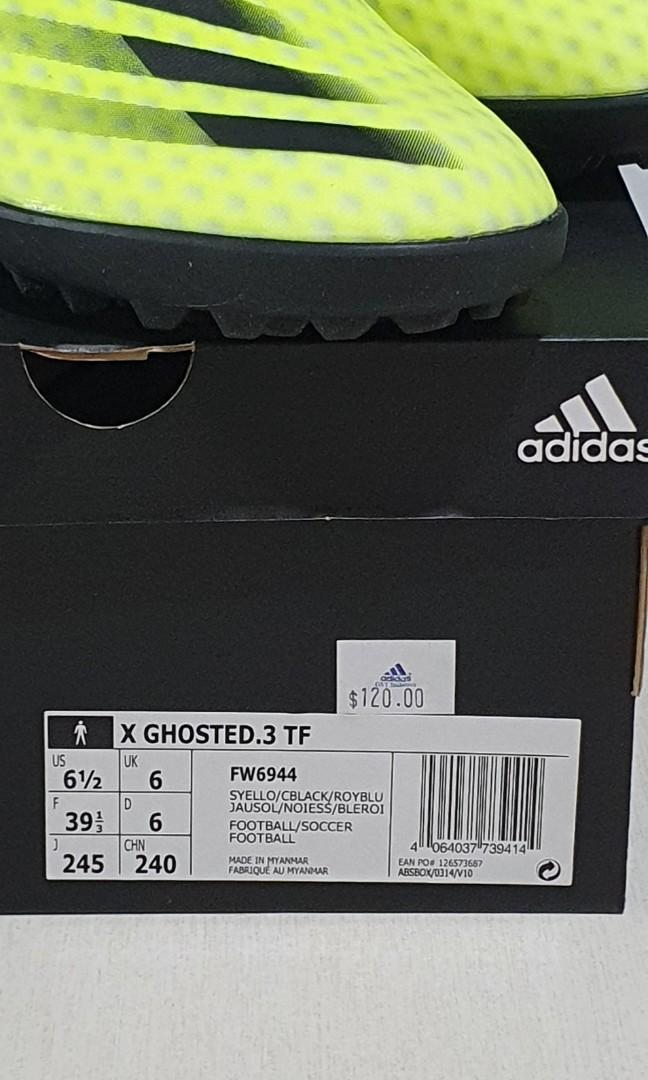 adidas
adidas
$120.00
X GHOSTED.3 TF
US
6½
UK
6
F
39⅓
D
6
J
245
CHN
240
FW6944
SYELLO/CBLACK/ROYBLU
JAUSOL/NOIESS/BLEROI
FOOTBALL/SOCCER
FOOTBALL
MADE IN MYANMAR
FABRIQUÉ AU MYANMAR
4 064037 739414
EAN PO# 126573687
ABSBOX/0314/V10